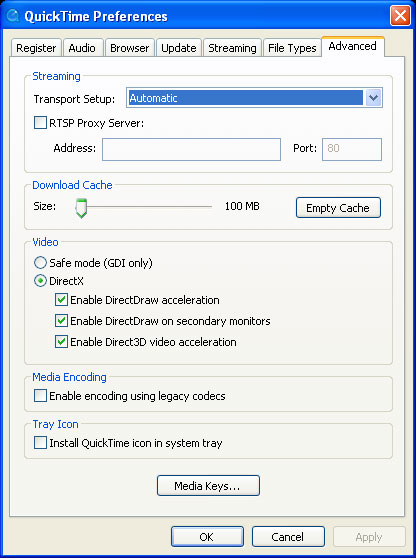 QuickTime Preferences
Register Audio Browser Update Streaming File Types Advanced
Streaming
Transport Setup: Automatic
RTSP Proxy Server:
Address: Port: 80
Download Cache
Size: 100 MB Empty Cache
Video
Safe mode (GDI only)
DirectX
Enable DirectDraw acceleration
Enable DirectDraw on secondary monitors
Enable Direct3D video acceleration
Media Encoding
Enable encoding using legacy codecs
Tray Icon
Install QuickTime icon in system tray
Media Keys...
OK Cancel Apply